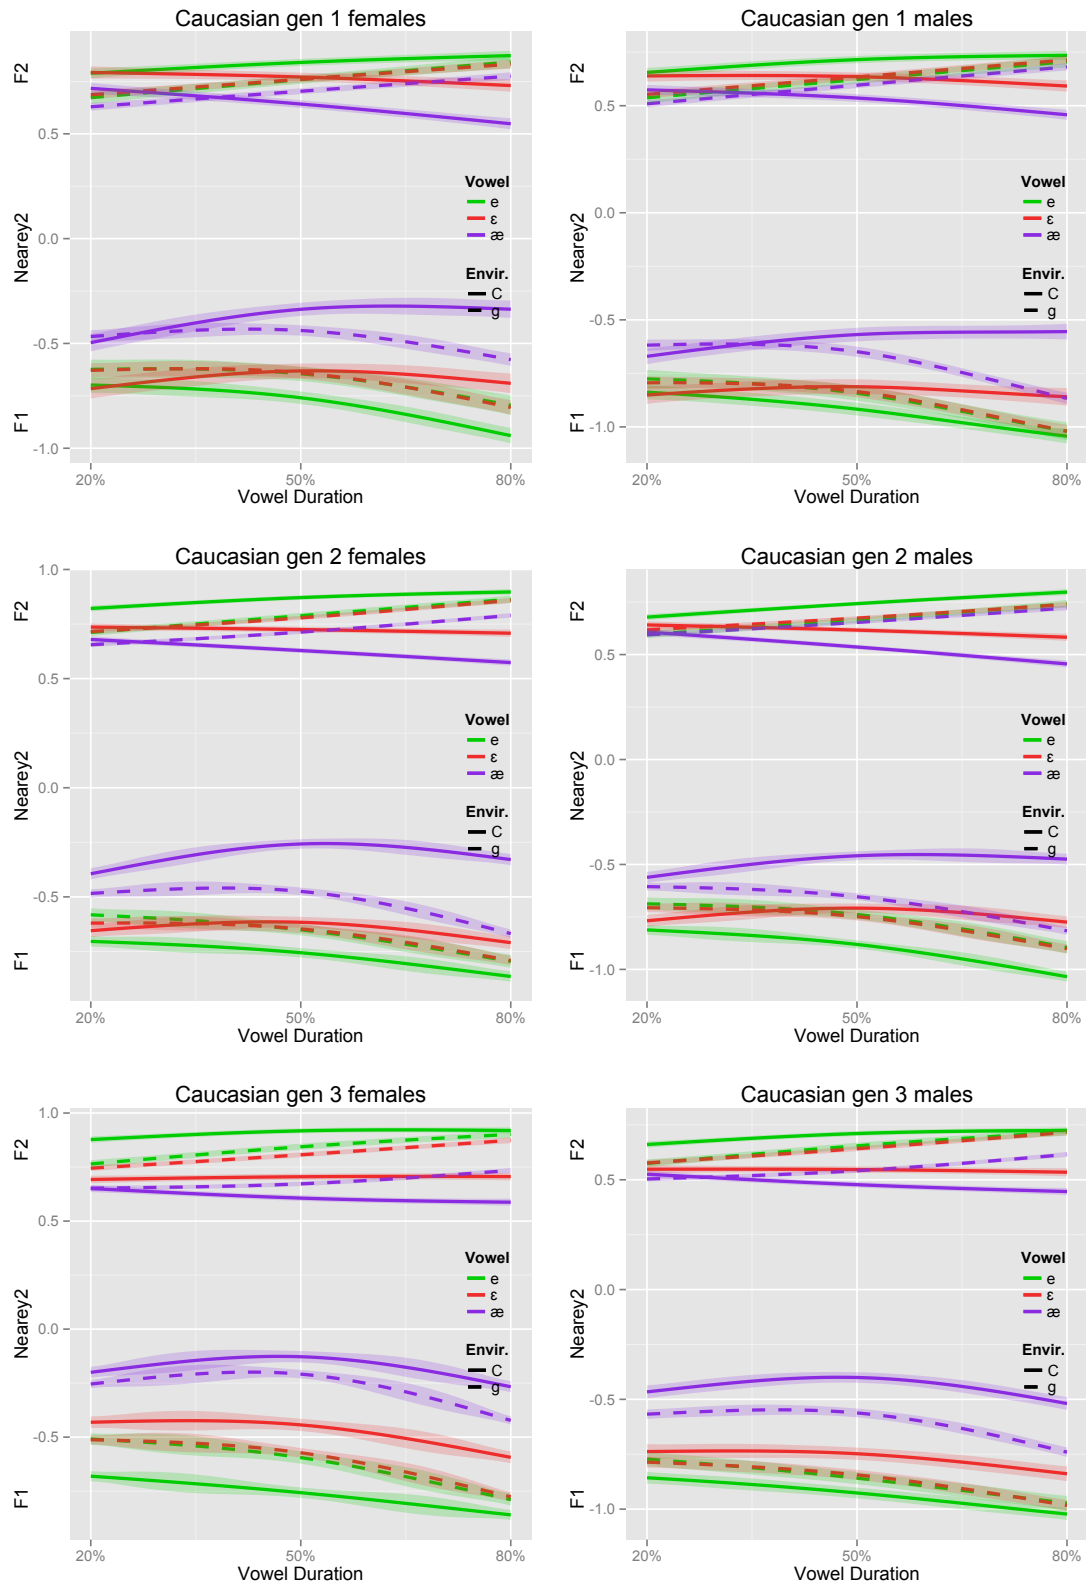 Caucasian gen 1 females
F2
Nearey2
F1
0.5
0.0
-0.5
-1.0
Vowel
e
ε
æ
Envir.
C
g
20%
50%
80%
Vowel Duration
Caucasian gen 1 males
F2
Nearey2
F1
0.5
0.0
-0.5
-1.0
Vowel
e
ε
æ
Envir.
C
g
20%
50%
80%
Vowel Duration
Caucasian gen 2 females
F2
Nearey2
F1
1.0
0.5
0.0
-0.5
Vowel
e
ε
æ
Envir.
C
g
20%
50%
80%
Vowel Duration
Caucasian gen 2 males
F2
Nearey2
F1
0.5
0.0
-0.5
-1.0
Vowel
e
ε
æ
Envir.
C
g
20%
50%
80%
Vowel Duration
Caucasian gen 3 females
F2
Nearey2
F1
1.0
0.5
0.0
-0.5
Vowel
e
ε
æ
Envir.
C
g
20%
50%
80%
Vowel Duration
Caucasian gen 3 males
F2
Nearey2
F1
0.5
0.0
-0.5
-1.0
Vowel
e
ε
æ
Envir.
C
g
20%
50%
80%
Vowel Duration